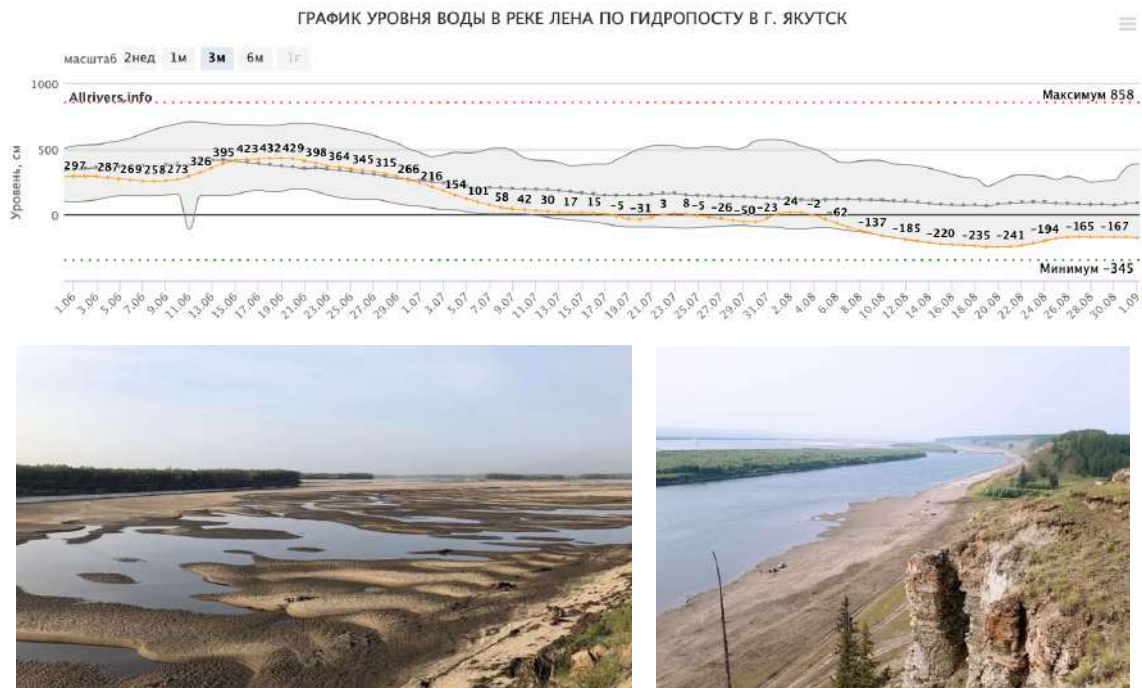 ГРАФИК УРОВНЯ ВОДЫ В РЕКЕ ЛЕНА ПО ГИДРОПОСТУ В Г. ЯКУТСК
масштаб 2нед 1м 3м 6м 1г
1000
Allrivers.info
Максимум 858
Уровень, см
500
297 287 269 258 273 326 395 423 432 429 398 364 345 315 266 216 154 101 58 42 30 17 15 -5 -31 3 8 -5 -26 -50 -23 24 -2 -62 -137 -185 -220 -235 -241 -194 -165 -167
0
Минимум -345
1.06 3.06 5.06 7.06 9.06 11.06 13.06 15.06 17.06 19.06 21.06 23.06 25.06 27.06 29.06 1.07 3.07 5.07 7.07 9.07 11.07 13.07 15.07 17.07 19.07 21.07 23.07 25.07 27.07 29.07 31.07 2.08 4.08 6.08 8.08 10.08 12.08 14.08 16.08 18.08 20.08 22.08 24.08 26.08 28.08 30.08 1.09